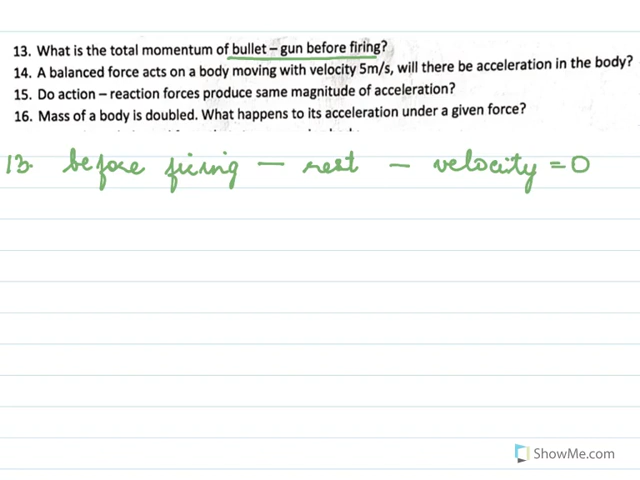 13. What is the total momentum of bullet – gun before firing?
14. A balanced force acts on a body moving with velocity 5m/s, will there be acceleration in the body?
15. Do action – reaction forces produce same magnitude of acceleration?
16. Mass of a body is doubled. What happens to its acceleration under a given force?
13. before firing — rest — velocity = 0
ShowMe.com